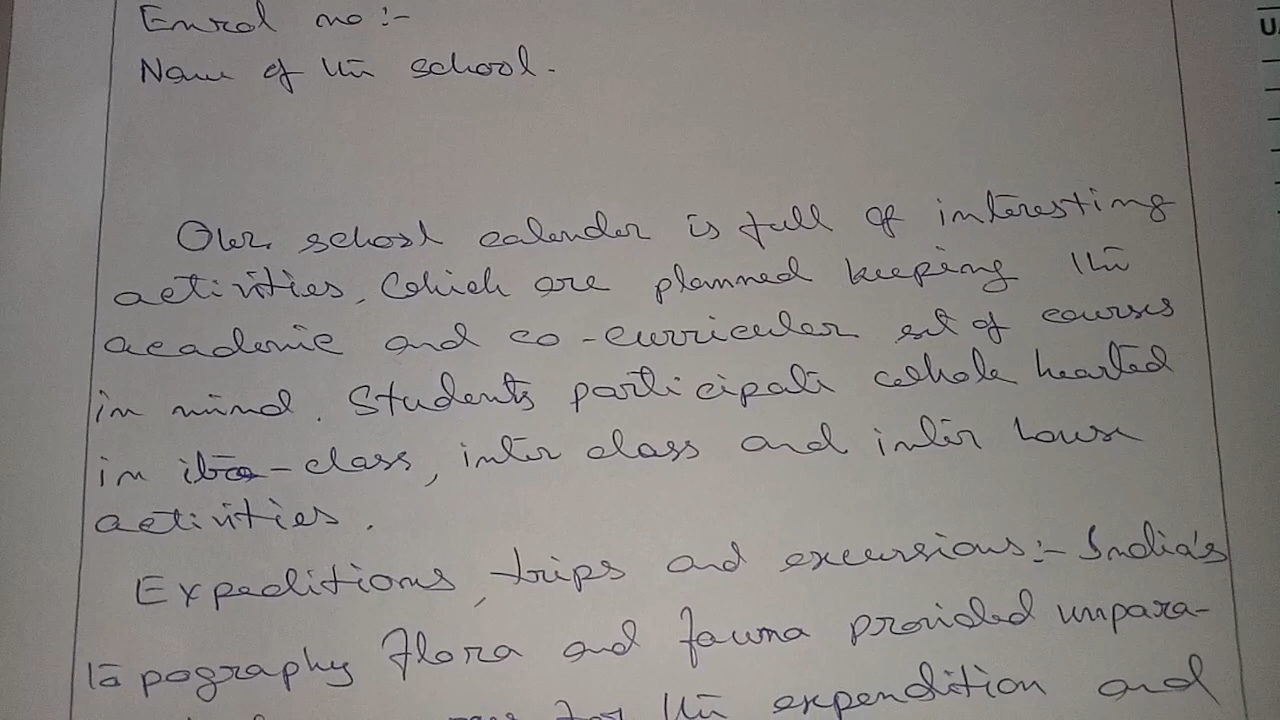 Enrol no :-
Name of the school.
Our school calender is full of interesting
activities, which are planned keeping the
academic and co-curricular set of courses
in mind. Students participate whole hearted
in -class, inter class and inter house
activities.
Expeditions, trips and excursions:- India's
topography flora and fauna provided unpara-
for the expendition and